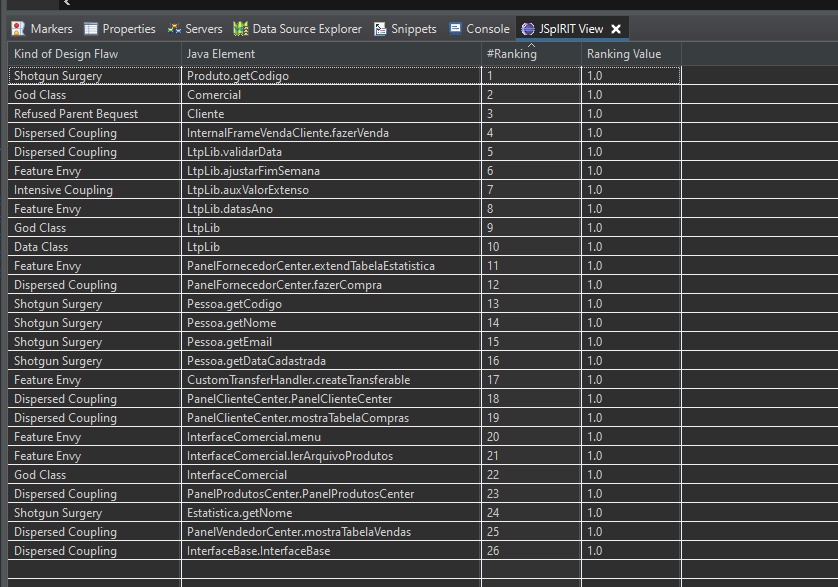 Markers Properties Servers Data Source Explorer Snippets Console JSpIRIT View
Kind of Design Flaw Java Element #Ranking Ranking Value
Shotgun Surgery Produto.getCodigo 1 1.0
God Class Comercial 2 1.0
Refused Parent Bequest Cliente 3 1.0
Dispersed Coupling InternalFrameVendaCliente.fazerVenda 4 1.0
Dispersed Coupling LtpLib.validarData 5 1.0
Feature Envy LtpLib.ajustarFimSemana 6 1.0
Intensive Coupling LtpLib.auxValorExtenso 7 1.0
Feature Envy LtpLib.datasAno 8 1.0
God Class LtpLib 9 1.0
Data Class LtpLib 10 1.0
Feature Envy PanelFornecedorCenter.extendTabelaEstatistica 11 1.0
Dispersed Coupling PanelFornecedorCenter.fazerCompra 12 1.0
Shotgun Surgery Pessoa.getCodigo 13 1.0
Shotgun Surgery Pessoa.getNome 14 1.0
Shotgun Surgery Pessoa.getEmail 15 1.0
Shotgun Surgery Pessoa.getDataCadastrada 16 1.0
Feature Envy CustomTransferHandler.createTransferable 17 1.0
Dispersed Coupling PanelClienteCenter.PanelClienteCenter 18 1.0
Dispersed Coupling PanelClienteCenter.mostraTabelaCompras 19 1.0
Feature Envy InterfaceComercial.menu 20 1.0
Feature Envy InterfaceComercial.lerArquivoProdutos 21 1.0
God Class InterfaceComercial 22 1.0
Dispersed Coupling PanelProdutosCenter.PanelProdutosCenter 23 1.0
Shotgun Surgery Estatistica.getNome 24 1.0
Dispersed Coupling PanelVendedorCenter.mostraTabelaVendas 25 1.0
Dispersed Coupling InterfaceBase.InterfaceBase 26 1.0